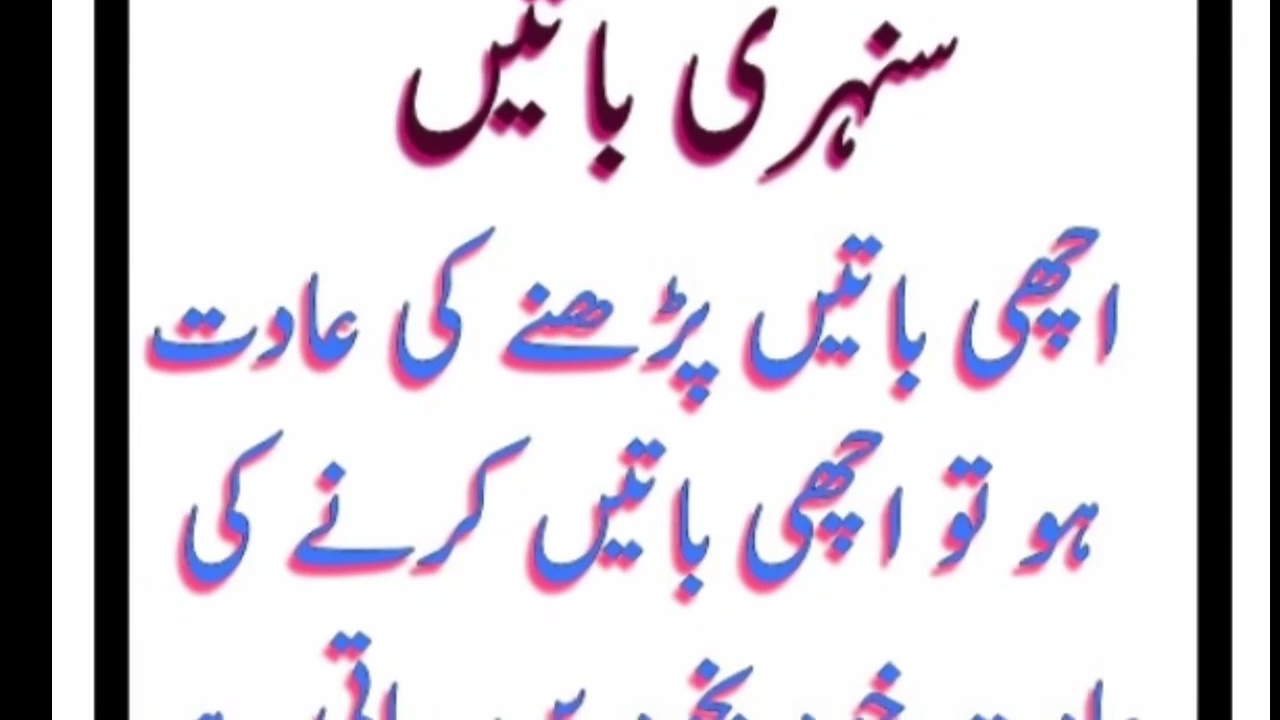 سنہری باتیں
اچھی باتیں پڑھنے کی عادت
ہو تو اچھی باتیں کرنے کی